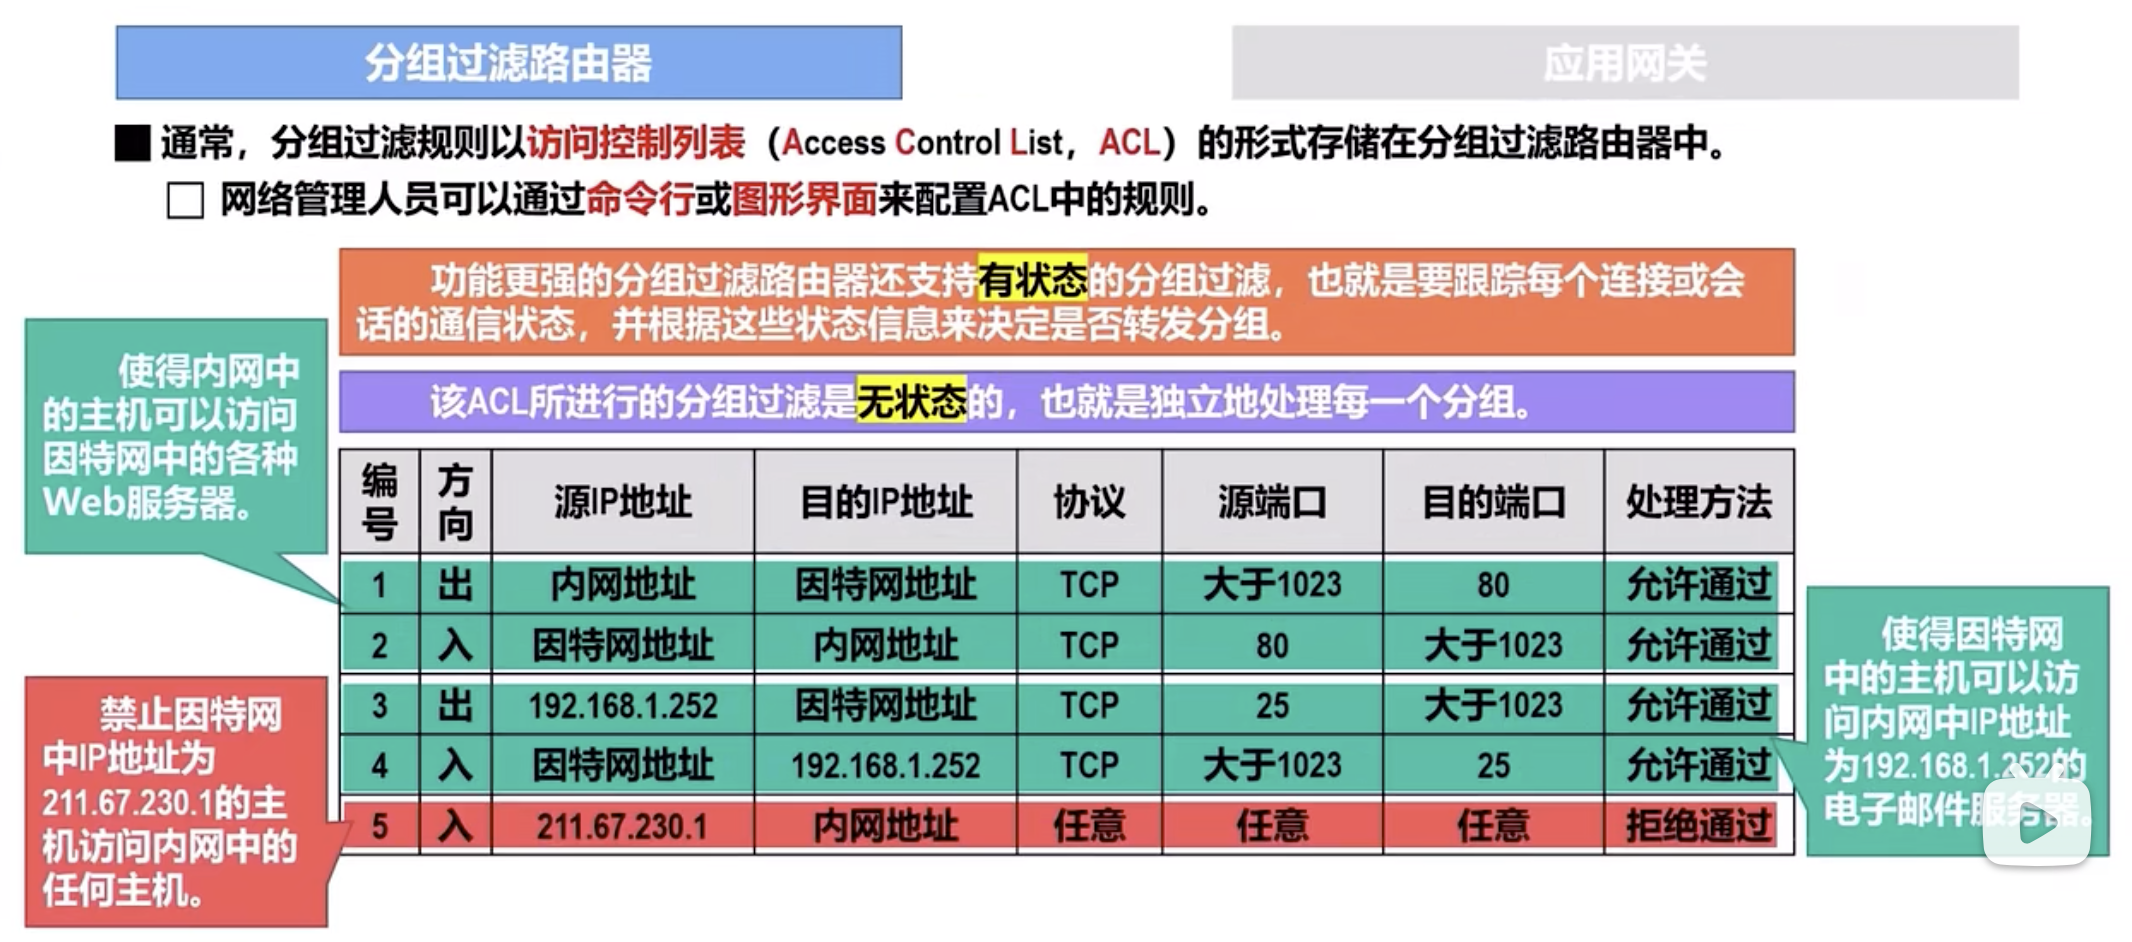 分组过滤路由器
应用网关
通常，分组过滤规则以访问控制列表（Access Control List，ACL）的形式存储在分组过滤路由器中。
网络管理人员可以通过命令行或图形界面来配置ACL中的规则。
功能更强的分组过滤路由器还支持有状态的分组过滤，也就是要跟踪每个连接或会
话的通信状态，并根据这些状态信息来决定是否转发分组。
该ACL所进行的分组过滤是无状态的，也就是独立地处理每一个分组。
使得内网中
的主机可以访问
因特网中的各种
Web服务器。
禁止因特网
中IP地址为
211.67.230.1的主
机访问内网中的
任何主机。
编号 方向 源IP地址 目的IP地址 协议 源端口 目的端口 处理方法
1 出 内网地址 因特网地址 TCP 大于1023 80 允许通过
2 入 因特网地址 内网地址 TCP 80 大于1023 允许通过
3 出 192.168.1.252 因特网地址 TCP 25 大于1023 允许通过
4 入 因特网地址 192.168.1.252 TCP 大于1023 25 允许通过
5 入 211.67.230.1 内网地址 任意 任意 任意 拒绝通过
使得因特网
中的主机可以访
问内网中IP地址
为192.168.1.252的
电子邮件服务器。